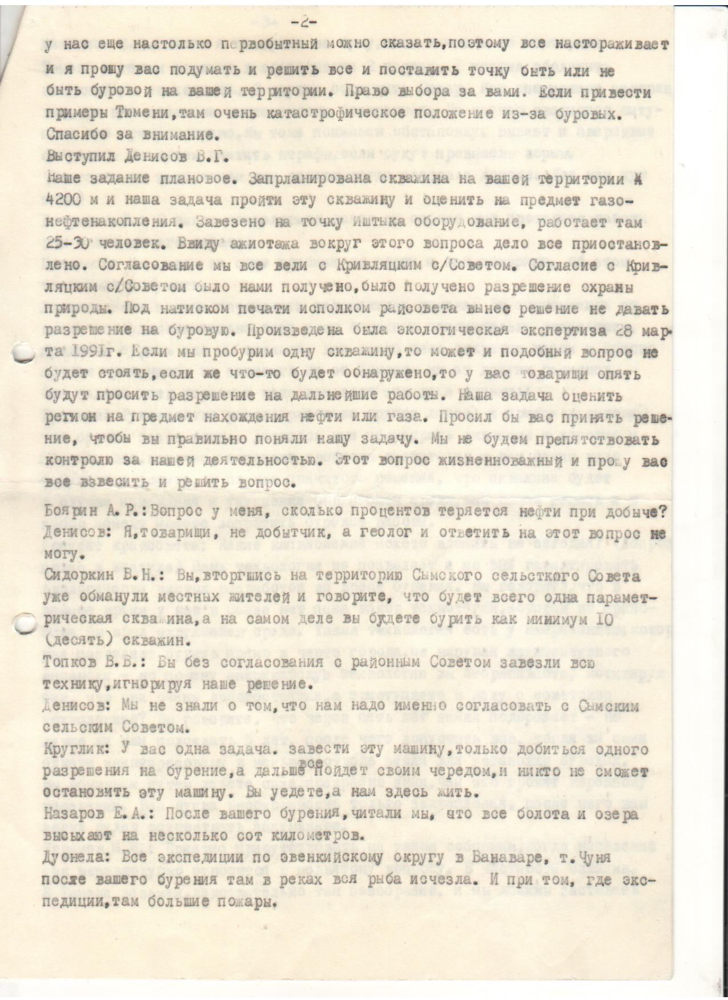 -2-
у нас еще настолько первобытный можно сказать,поэтому все настораживает
и я прошу вас подумать и решить все и поставить точку быть или не
быть буровой на вашей территории. Право выбора за вами. Если привести
примеры Тюмени,там очень катастрофическое положение из-за буровых.
Спасибо за внимание.
Выступил Денисов В.Г.
Наше задание плановое. Запрланирована скважина на вашей территории
4200 м и наша задача пройти эту скважину и оценить на предмет газо-
нефтенакопления. Завезено на точку Иштыка оборудование, работает там
25-30 человек. Ввиду ажиотажа вокруг этого вопроса дело все приостанов-
лено. Согласование мы все вели с Кривляцким с/Советом. Согласие с Крив-
ляцким с/Советом было нами получено,было получено разрешение охраны
природы. Под натиском печати исполком райсовета вынес решение не давать
разрешение на буровую. Произведена была экологическая экспертиза 28 мар-
та 1991г. Если мы пробурим одну скважину,то может и подобный вопрос не
будет стоять,если же что-то будет обнаружено,то у вас товарищи опять
будут просить разрешение на дальнейшие работы. Наша задача оценить
регион на предмет нахождения нефти или газа. Просил бы вас принять реше-
ние, чтобы вы правильно поняли нашу задачу. Мы не будем препятствовать
контролю за нашей деятельностью. Этот вопрос жизненноважный и прошу вас
все взвесить и решить вопрос.
Боярин А.Р.:Вопрос у меня, сколько процентов теряется нефти при добыче?
Денисов: Я,товарищи, не добытчик, а геолог и ответить на этот вопрос не
могу.
Сидоркин В.Н.: Вы,вторгшись на территорию Сымского сельсткого Совета
уже обманули местных жителей и говорите, что будет всего одна парамет-
рическая скважина,а на самом деле вы будете бурить как минимум 10
(десять) скважин.
Топков В.В.: Вы без согласования с районным Советом завезли всю
технику,игнорируя наше решение.
Денисов: Мы не знали о том,что нам надо именно согласовать с Сымским
сельским Советом.
Круглик: У вас одна задача. завести эту машину,только добиться одного
разрешения на бурение,а дальше все пойдет своим чередом,и никто не сможет
остановить эту машину. Вы уедете,а нам здесь жить.
Назаров Е.А.: После вашего бурения,читали мы, что все болота и озера
высыхают на несколько сот километров.
Дуонела: Все экспедиции по эвенкийскому округу в Ванаваре, т.Чуня
после вашего бурения там в реках вся рыба исчезла. И при том, где экс-
педиции,там большие пожары.